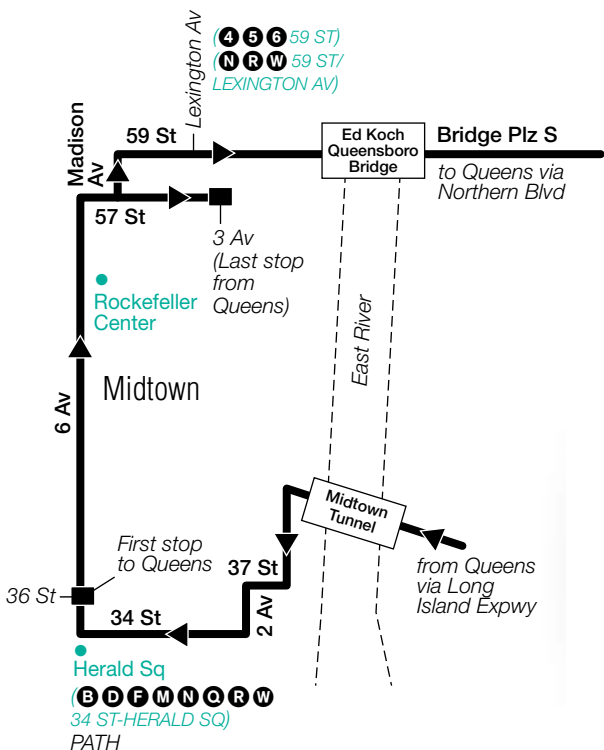 Lexington Av
(4 5 6 59 ST)
(N R W 59 ST/
LEXINGTON AV)
Madison
Av
59 St
Ed Koch
Queensboro
Bridge
Bridge Plz S
to Queens via
Northern Blvd
57 St
3 Av
(Last stop
from
Queens)
Rockefeller
Center
East River
Midtown
6 Av
Midtown
Tunnel
First stop
to Queens
37 St
from Queens
via Long
Island Expwy
36 St
34 St
2 Av
Herald Sq
(B D F M N Q R W
34 ST-HERALD SQ)
PATH